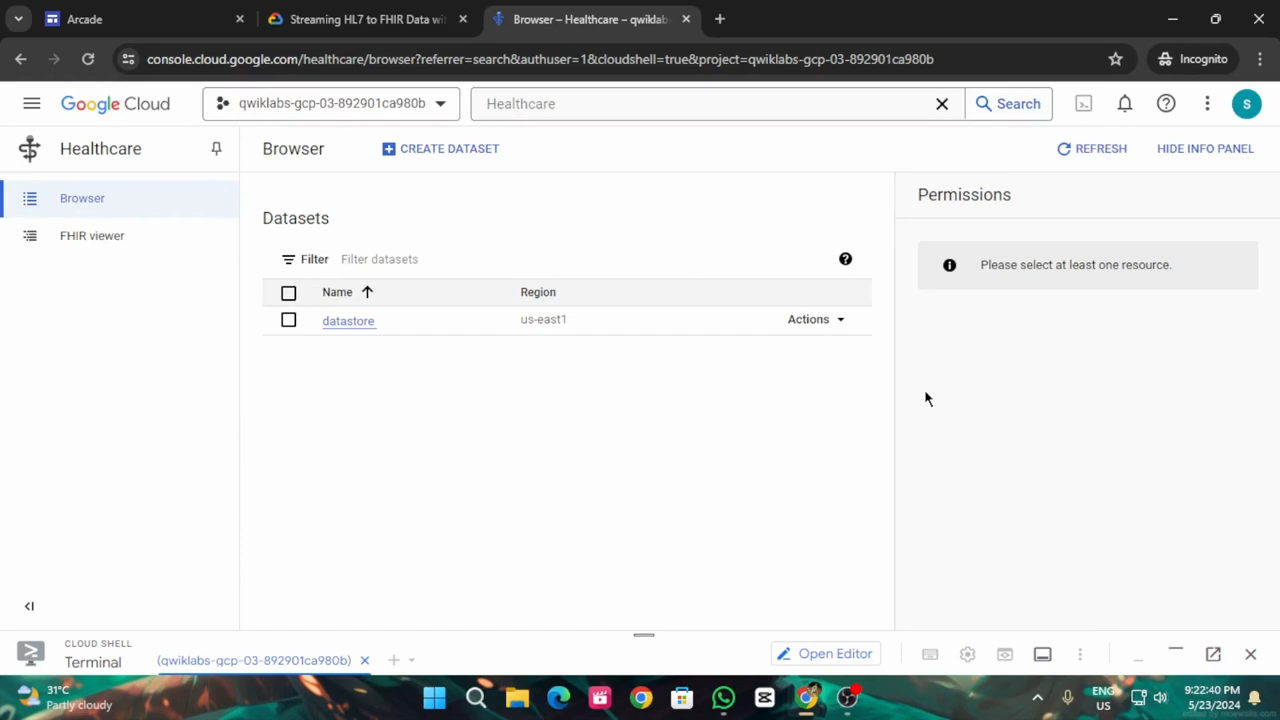 Arcade
Streaming HL7 to FHIR Data wit
Browser – Healthcare – qwiklab
console.cloud.google.com/healthcare/browser?referrer=search&authuser=1&cloudshell=true&project=qwiklabs-gcp-03-892901ca980b
Incognito
Google Cloud
qwiklabs-gcp-03-892901ca980b
Healthcare
Search
S
Healthcare
Browser
CREATE DATASET
REFRESH
HIDE INFO PANEL
Browser
FHIR viewer
Datasets
Filter
Filter datasets
Name
Region
datastore
us-east1
Actions
Permissions
Please select at least one resource.
CLOUD SHELL
Terminal
(qwiklabs-gcp-03-892901ca980b)
Open Editor
31°C
Partly cloudy
ENG
US
9:22:40 PM
5/23/2024